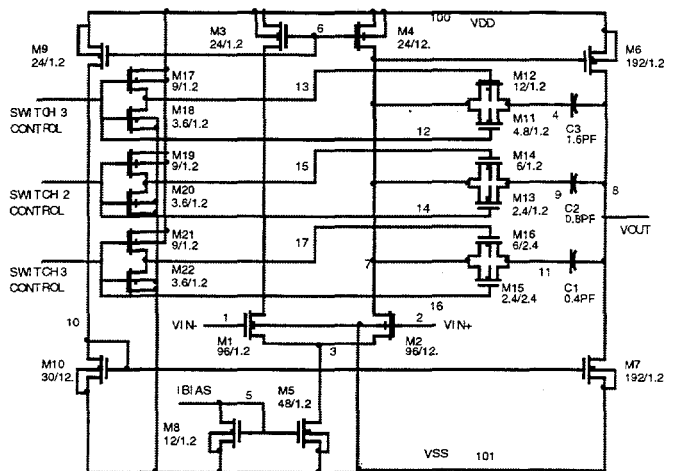 100 VDD
M9
24/1.2
M3
24/1.2
6
M4
24/12.
M6
192/1.2
M17
9/1.2
13
M12
12/1.2
SWITCH 3
CONTROL
M18
3.6/1.2
12
M11
4.8/1.2
4
C3
1.6PF
M19
9/1.2
15
M14
6/1.2
SWITCH 2
CONTROL
M20
3.6/1.2
14
M13
2.4/1.2
9
C2
0.8PF
8
VOUT
M21
9/1.2
17
M16
6/2.4
7
SWITCH3
CONTROL
M22
3.6/1.2
M15
2.4/2.4
11
C1
0.4PF
16
10
VIN-
1
2
VIN+
M1
96/1.2
3
M2
96/12.
M10
30/12.
M7
192/1.2
IBIAS
5
M5
48/1.2
M8
12/1.2
VSS 101